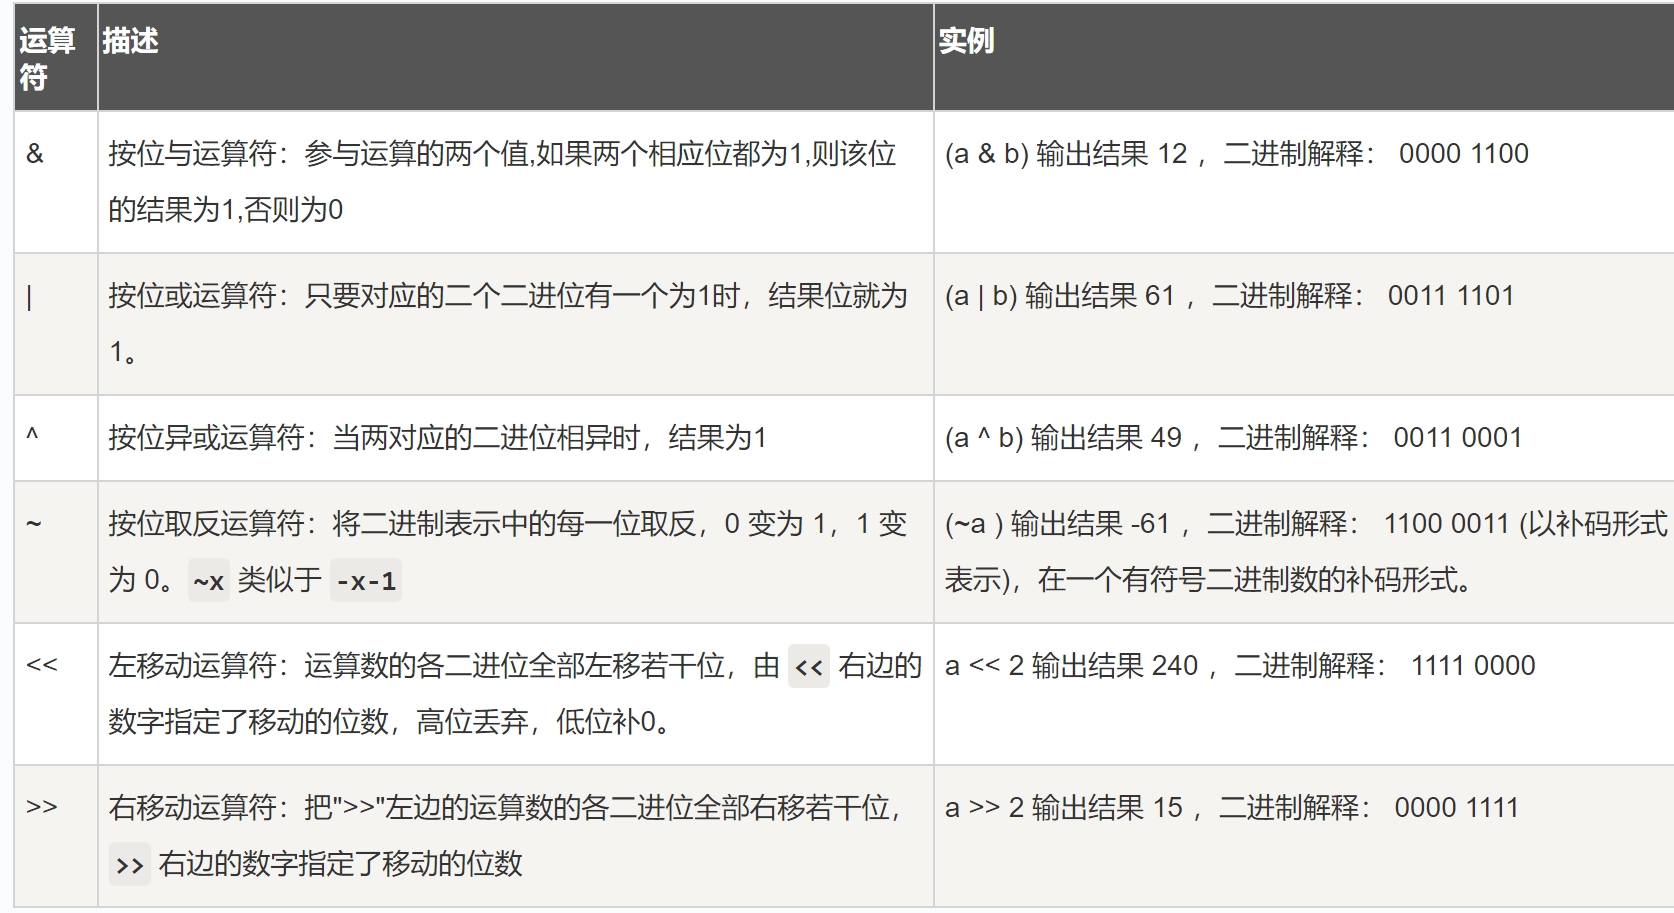 运算
符
描述
实例
&
按位与运算符：参与运算的两个值,如果两个相应位都为1,则该位
的结果为1,否则为0
(a & b) 输出结果 12 ，二进制解释： 0000 1100
|
按位或运算符：只要对应的二个二进位有一个为1时，结果位就为
1。
(a | b) 输出结果 61 ，二进制解释： 0011 1101
^
按位异或运算符：当两对应的二进位相异时，结果为1
(a ^ b) 输出结果 49 ，二进制解释： 0011 0001
~
按位取反运算符：将二进制表示中的每一位取反，0 变为 1，1 变
为 0。~x 类似于 -x-1
(~a ) 输出结果 -61 ，二进制解释： 1100 0011 (以补码形式
表示)，在一个有符号二进制数的补码形式。
<<
左移动运算符：运算数的各二进位全部左移若干位，由 << 右边的
数字指定了移动的位数，高位丢弃，低位补0。
a << 2 输出结果 240 ，二进制解释： 1111 0000
>>
右移动运算符：把">>"左边的运算数的各二进位全部右移若干位，
>> 右边的数字指定了移动的位数
a >> 2 输出结果 15 ，二进制解释： 0000 1111